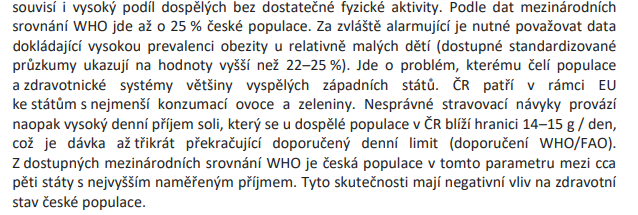 souvisí i vysoký podíl dospělých bez dostatečné fyzické aktivity. Podle dat mezinárodních
srovnání WHO jde až o 25 % české populace. Za zvláště alarmující je nutné považovat data
dokládající vysokou prevalenci obezity u relativně malých dětí (dostupné standardizované
průzkumy ukazují na hodnoty vyšší než 22–25 %). Jde o problém, kterému čelí populace
a zdravotnické systémy většiny vyspělých západních států. ČR patří v rámci EU
ke státům s nejmenší konzumací ovoce a zeleniny. Nesprávné stravovací návyky provází
naopak vysoký denní příjem soli, který se u dospělé populace v ČR blíží hranici 14–15 g / den,
což je dávka až třikrát překračující doporučený denní limit (doporučení WHO/FAO).
Z dostupných mezinárodních srovnání WHO je česká populace v tomto parametru mezi cca
pěti státy s nejvyšším naměřeným příjmem. Tyto skutečnosti mají negativní vliv na zdravotní
stav české populace.